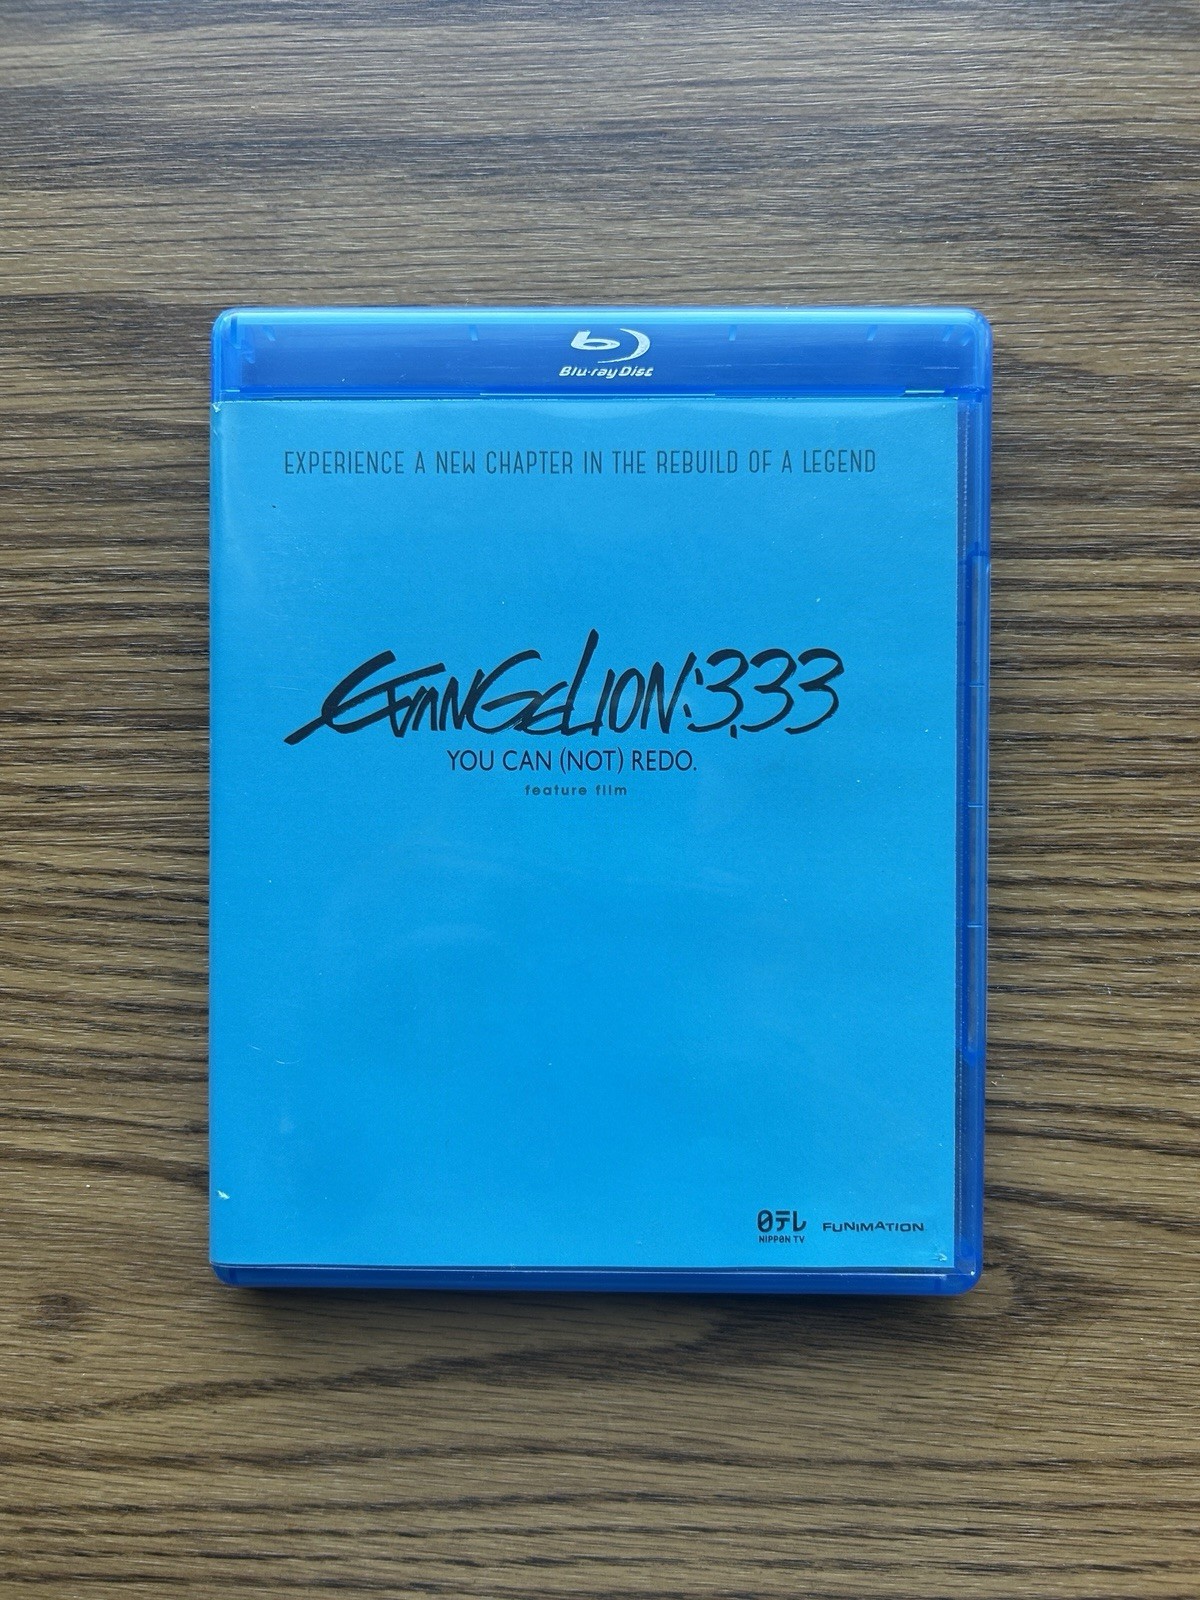 Blu-ray Disc
EXPERIENCE A NEW CHAPTER IN THE REBUILD OF A LEGEND
EVANGELION:3.33
YOU CAN (NOT) REDO.
feature film
日テレ
NIPPON TV
FUNIMATION